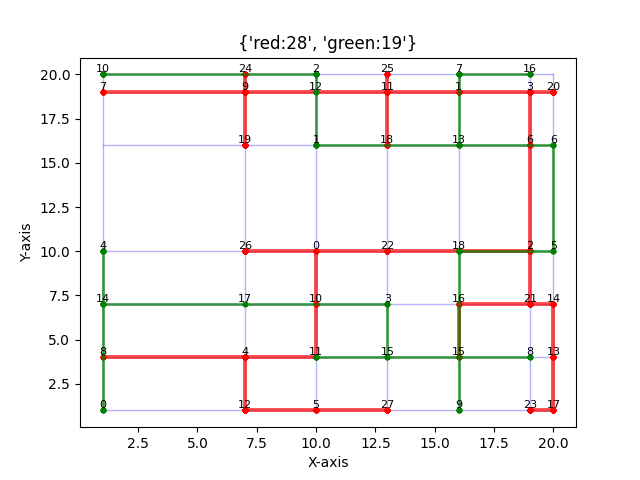 {'red:28', 'green:19'}
20.0
10 24 2 25 7 16
7 9 12 11 1 3 20
17.5
19 1 18 13 6 6
15.0
12.5
10.0
4 26 0 22 18 2 5
7.5
14 17 10 3 16 21 14
5.0
8 4 11 15 15 8 13
2.5
0 12 5 27 9 23 17
2.5 5.0 7.5 10.0 12.5 15.0 17.5 20.0
X-axis
Y-axis